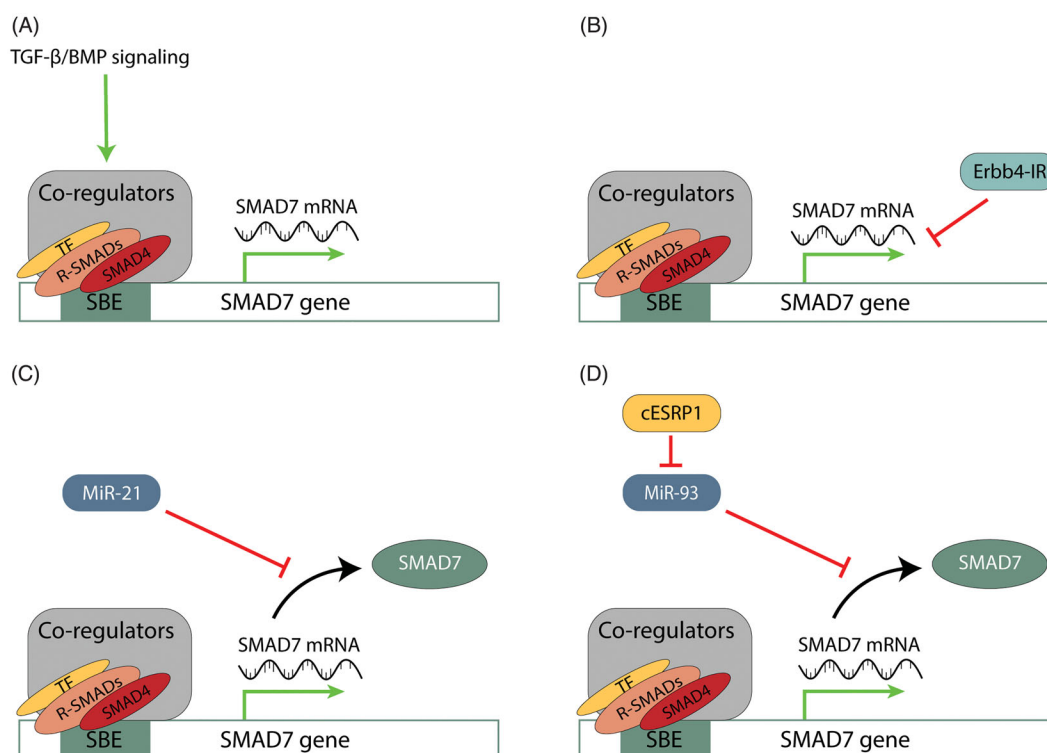 (A)
TGF-β/BMP signaling
Co-regulators
SMAD7 mRNA
TF
R-SMADs
SMAD4
SBE
SMAD7 gene
(B)
Erbb4-IR
Co-regulators
SMAD7 mRNA
TF
R-SMADs
SMAD4
SBE
SMAD7 gene
(C)
MiR-21
SMAD7
Co-regulators
SMAD7 mRNA
TF
R-SMADs
SMAD4
SBE
SMAD7 gene
(D)
cESRP1
MiR-93
SMAD7
Co-regulators
SMAD7 mRNA
TF
R-SMADs
SMAD4
SBE
SMAD7 gene